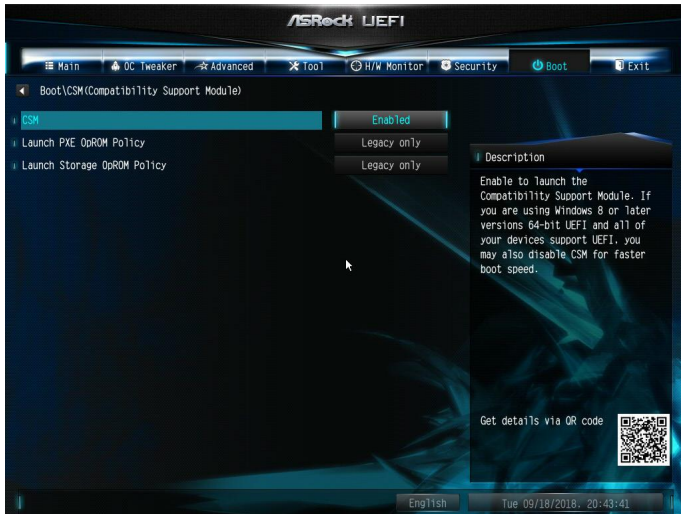 ASRock UEFI
Main OC Tweaker Advanced Tool H/W Monitor Security Boot Exit
Boot\CSM(Compatibility Support Module)
CSM Enabled
Launch PXE OpROM Policy Legacy only
Launch Storage OpROM Policy Legacy only
Description
Enable to launch the
Compatibility Support Module. If
you are using Windows 8 or later
versions 64-bit UEFI and all of
your devices support UEFI, you
may also disable CSM for faster
boot speed.
Get details via QR code
English Tue 09/18/2018. 20:43:41